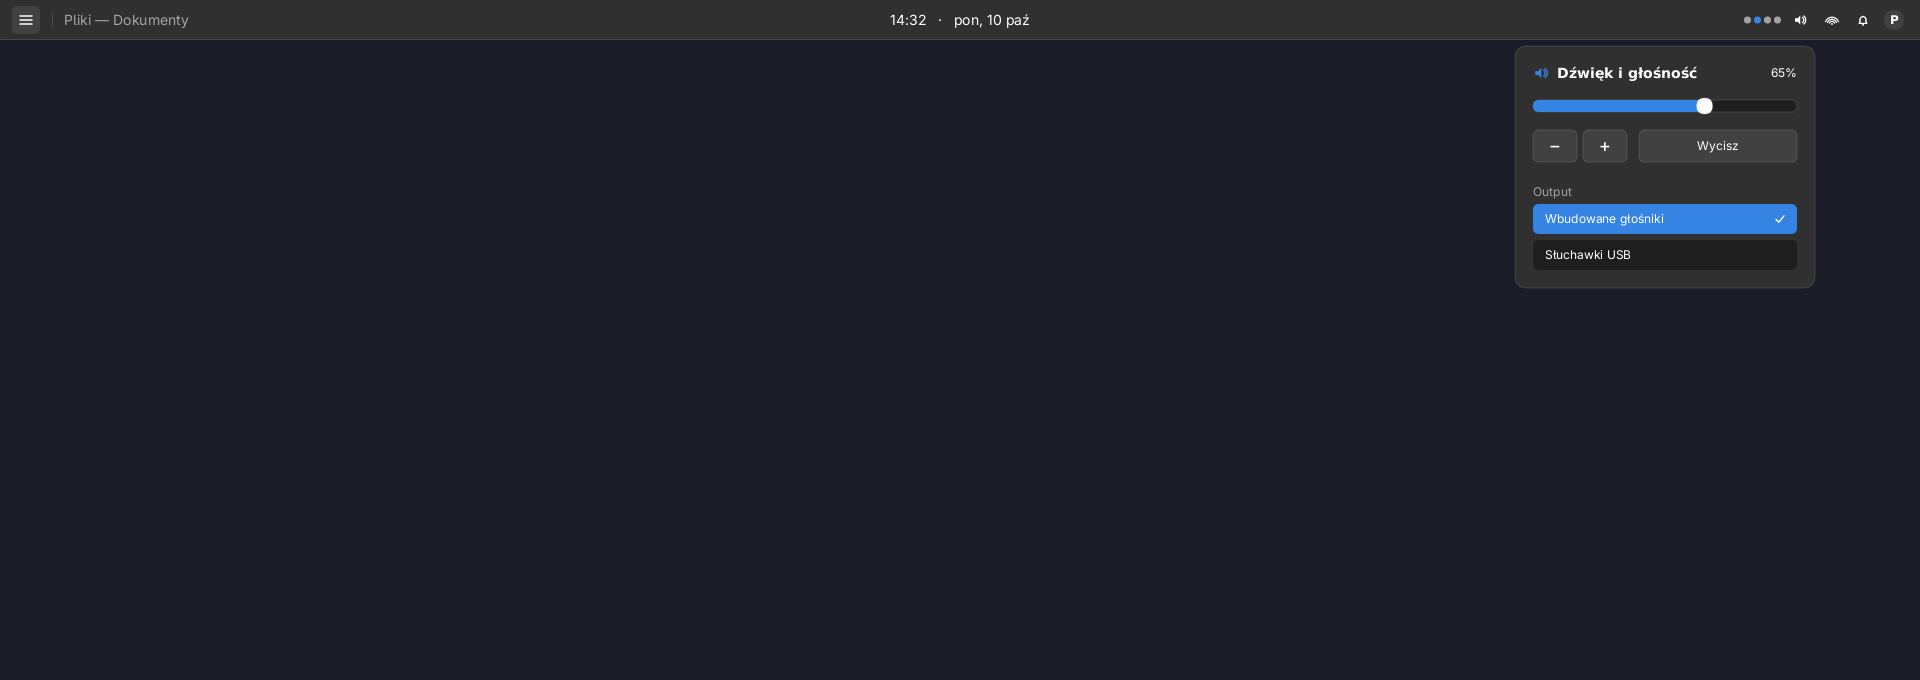 Pliki — Dokumenty
14:32 · pon, 10 paź
P
Dźwięk i głośność 65%
− +
Wycisz
Output
Wbudowane głośniki
Słuchawki USB